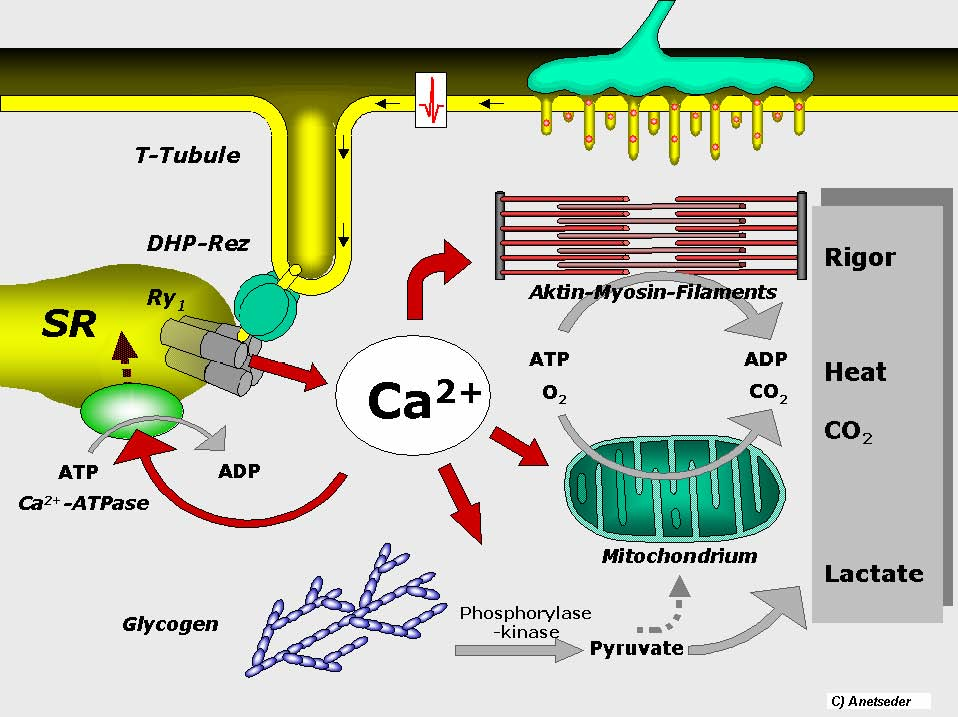 T-Tubule
DHP-Rez
Ry₁
SR
Aktin-Myosin-Filaments
Rigor
ATP
ADP
O₂
CO₂
Heat
CO₂
Ca²⁺
ATP
ADP
Ca²⁺-ATPase
Mitochondrium
Lactate
Glycogen
Phosphorylase
-kinase
Pyruvate
C) Anetseder